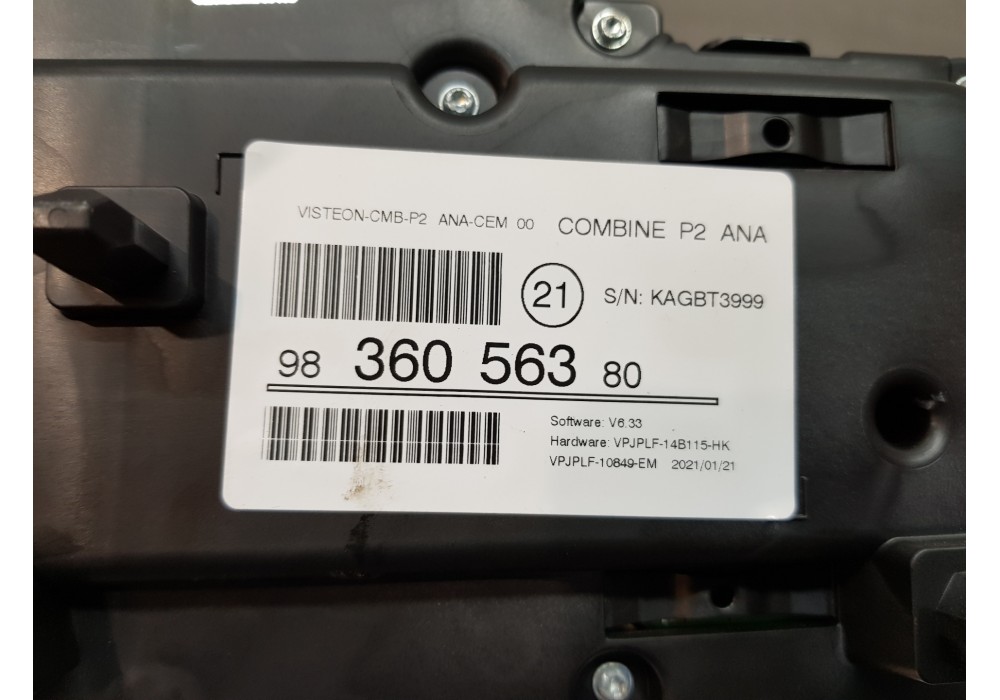 VISTEON-CMB-P2 ANA-CEM 00 COMBINE P2 ANA
21 S/N: KAGBT3999
98 360 563 80
Software: V6.33
Hardware: VPJPLF-14B115-HK
VPJPLF-10849-EM 2021/01/21